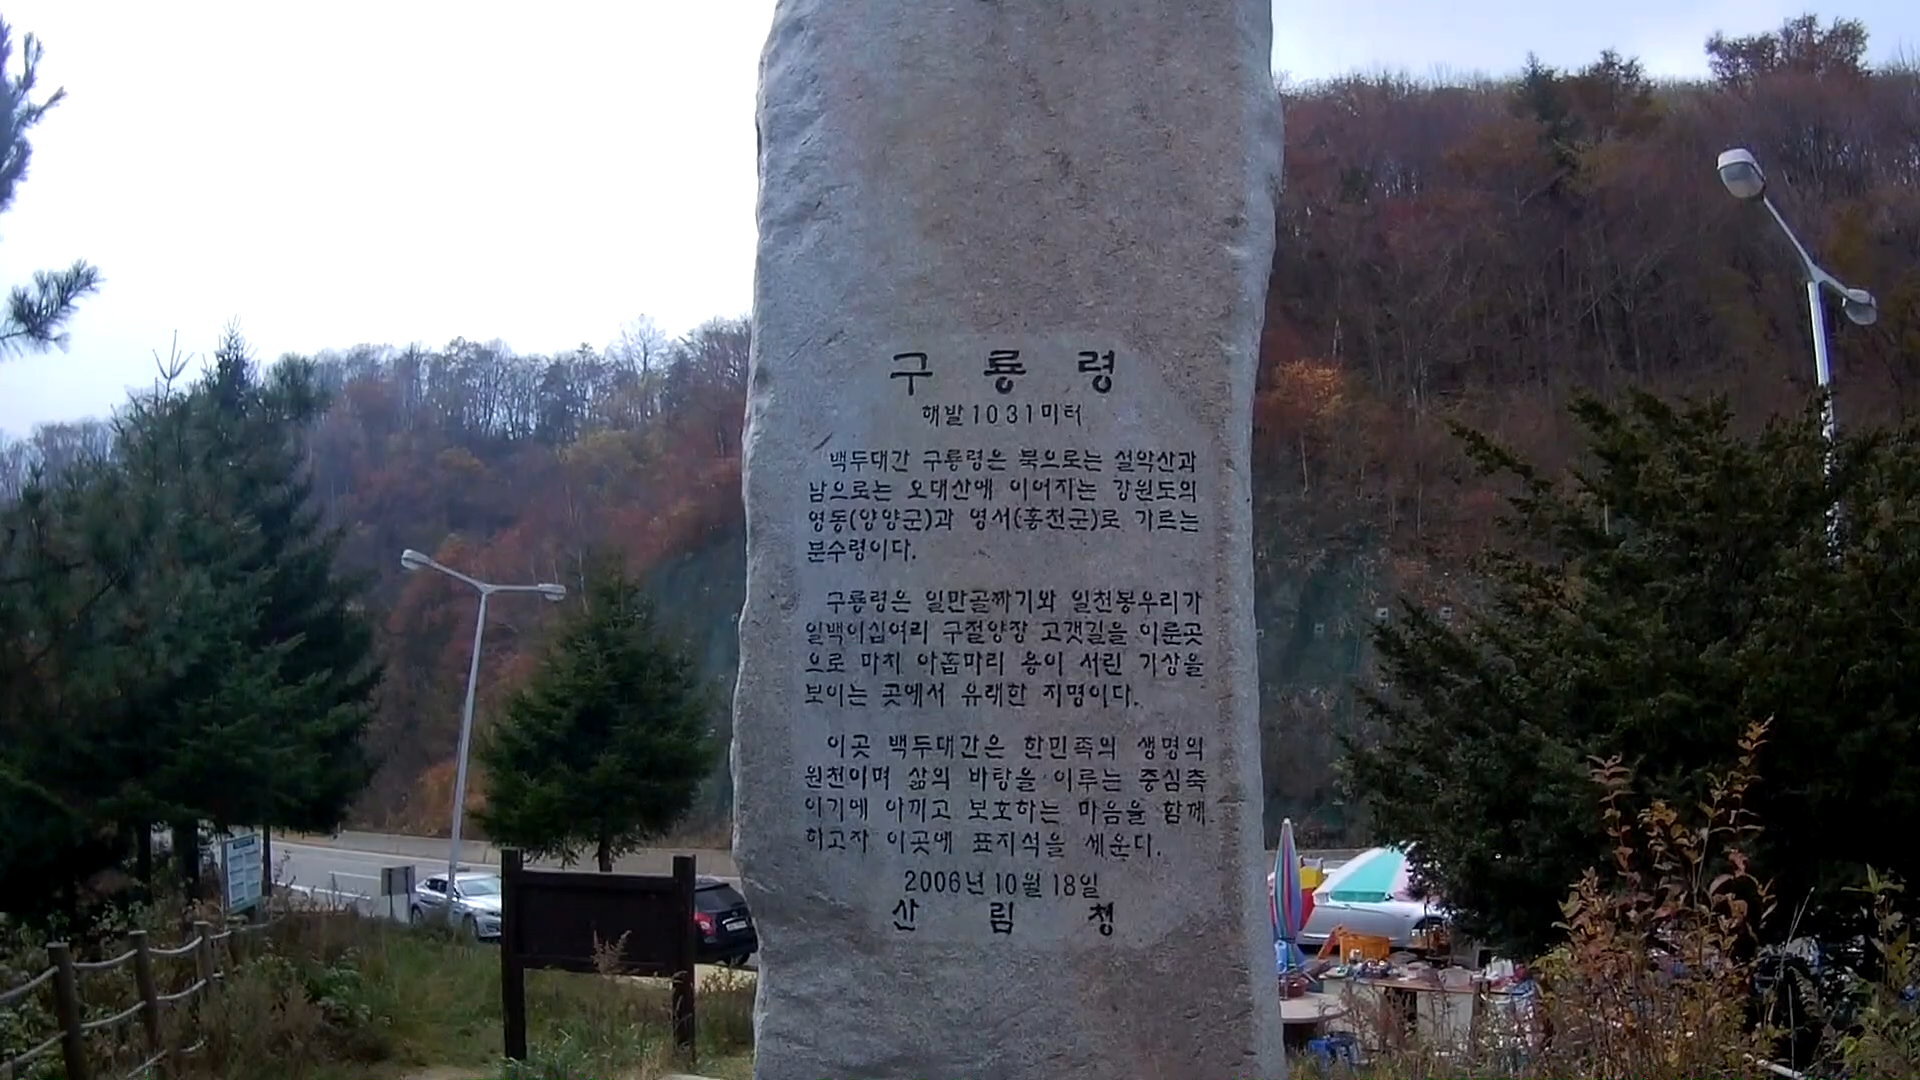 구룡령
해발1031미터
백두대간 구룡령은 북으로는 설악산과
남으로는 오대산에 이어지는 강원도의
영동(양양군)과 영서(홍천군)로 가르는
분수령이다.
구룡령은 일만골짜기와 일천봉우리가
일백이십여리 구절양장 고갯길을 이룬곳
으로 마치 아홉마리 용이 서린 기상을
보이는 곳에서 유래한 지명이다.
이곳 백두대간은 한민족의 생명의
원천이며 삶의 바탕을 이루는 중심축
이기에 아끼고 보호하는 마음을 함께
하고자 이곳에 표지석을 세운다.
2006년 10월 18일
산림청